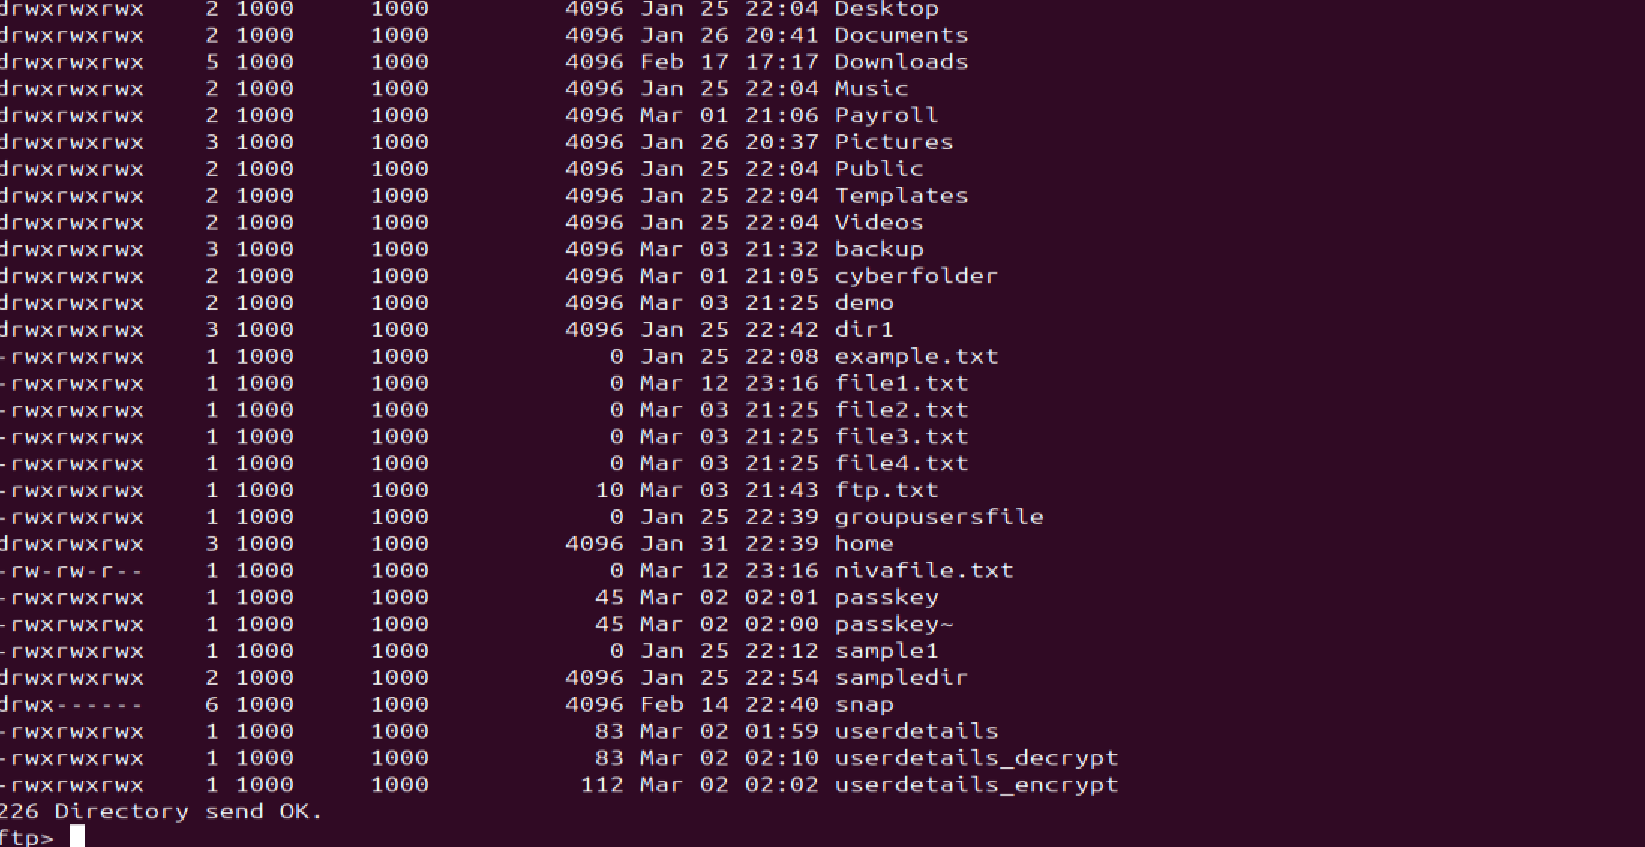 drwxrwxrwx    2 1000     1000         4096 Jan 25 22:04 Desktop
drwxrwxrwx    2 1000     1000         4096 Jan 26 20:41 Documents
drwxrwxrwx    5 1000     1000         4096 Feb 17 17:17 Downloads
drwxrwxrwx    2 1000     1000         4096 Jan 25 22:04 Music
drwxrwxrwx    2 1000     1000         4096 Mar 01 21:06 Payroll
drwxrwxrwx    3 1000     1000         4096 Jan 26 20:37 Pictures
drwxrwxrwx    2 1000     1000         4096 Jan 25 22:04 Public
drwxrwxrwx    2 1000     1000         4096 Jan 25 22:04 Templates
drwxrwxrwx    2 1000     1000         4096 Jan 25 22:04 Videos
drwxrwxrwx    3 1000     1000         4096 Mar 03 21:32 backup
drwxrwxrwx    2 1000     1000         4096 Mar 01 21:05 cyberfolder
drwxrwxrwx    2 1000     1000         4096 Mar 03 21:25 demo
drwxrwxrwx    3 1000     1000         4096 Jan 25 22:42 dir1
-rwxrwxrwx    1 1000     1000            0 Jan 25 22:08 example.txt
-rwxrwxrwx    1 1000     1000            0 Mar 12 23:16 file1.txt
-rwxrwxrwx    1 1000     1000            0 Mar 03 21:25 file2.txt
-rwxrwxrwx    1 1000     1000            0 Mar 03 21:25 file3.txt
-rwxrwxrwx    1 1000     1000            0 Mar 03 21:25 file4.txt
-rwxrwxrwx    1 1000     1000           10 Mar 03 21:43 ftp.txt
-rwxrwxrwx    1 1000     1000            0 Jan 25 22:39 groupusersfile
drwxrwxrwx    3 1000     1000         4096 Jan 31 22:39 home
-rw-rw-r--    1 1000     1000            0 Mar 12 23:16 nivafile.txt
-rwxrwxrwx    1 1000     1000           45 Mar 02 02:01 passkey
-rwxrwxrwx    1 1000     1000           45 Mar 02 02:00 passkey~
-rwxrwxrwx    1 1000     1000            0 Jan 25 22:12 sample1
drwxrwxrwx    2 1000     1000         4096 Jan 25 22:54 sampledir
drwx------    6 1000     1000         4096 Feb 14 22:40 snap
-rwxrwxrwx    1 1000     1000           83 Mar 02 01:59 userdetails
-rwxrwxrwx    1 1000     1000           83 Mar 02 02:10 userdetails_decrypt
-rwxrwxrwx    1 1000     1000          112 Mar 02 02:02 userdetails_encrypt
226 Directory send OK.
ftp>